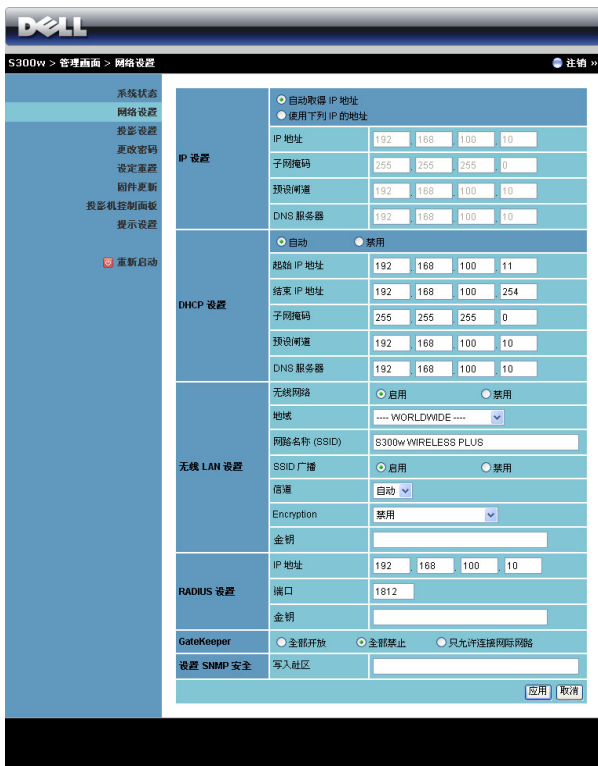 DELL
S300w > 管理画面 > 网络设置 注销 »
系统状态
网络设置
投影设置
更改密码
设定重置
固件更新
投影机控制面板
提示设置
重新启动
IP 设置
自动取得 IP 地址
使用下列 IP 的地址
IP 地址 192 . 168 . 100 . 10
子网掩码 255 . 255 . 255 . 0
预设闸道 192 . 168 . 100 . 10
DNS 服务器 192 . 168 . 100 . 10
DHCP 设置
自动 禁用
起始 IP 地址 192 . 168 . 100 . 11
结束 IP 地址 192 . 168 . 100 . 254
子网掩码 255 . 255 . 255 . 0
预设闸道 192 . 168 . 100 . 10
DNS 服务器 192 . 168 . 100 . 10
无线 LAN 设置
无线网络 启用 禁用
地域 ---- WORLDWIDE ----
网路名称 (SSID) S300w WIRELESS PLUS
SSID 广播 启用 禁用
信道 自动
Encryption 禁用
金钥
RADIUS 设置
IP 地址 192 . 168 . 100 . 10
端口 1812
金钥
GateKeeper 全部开放 全部禁止 只允许连接网际网路
设置 SNMP 安全 写入社区
应用 取消